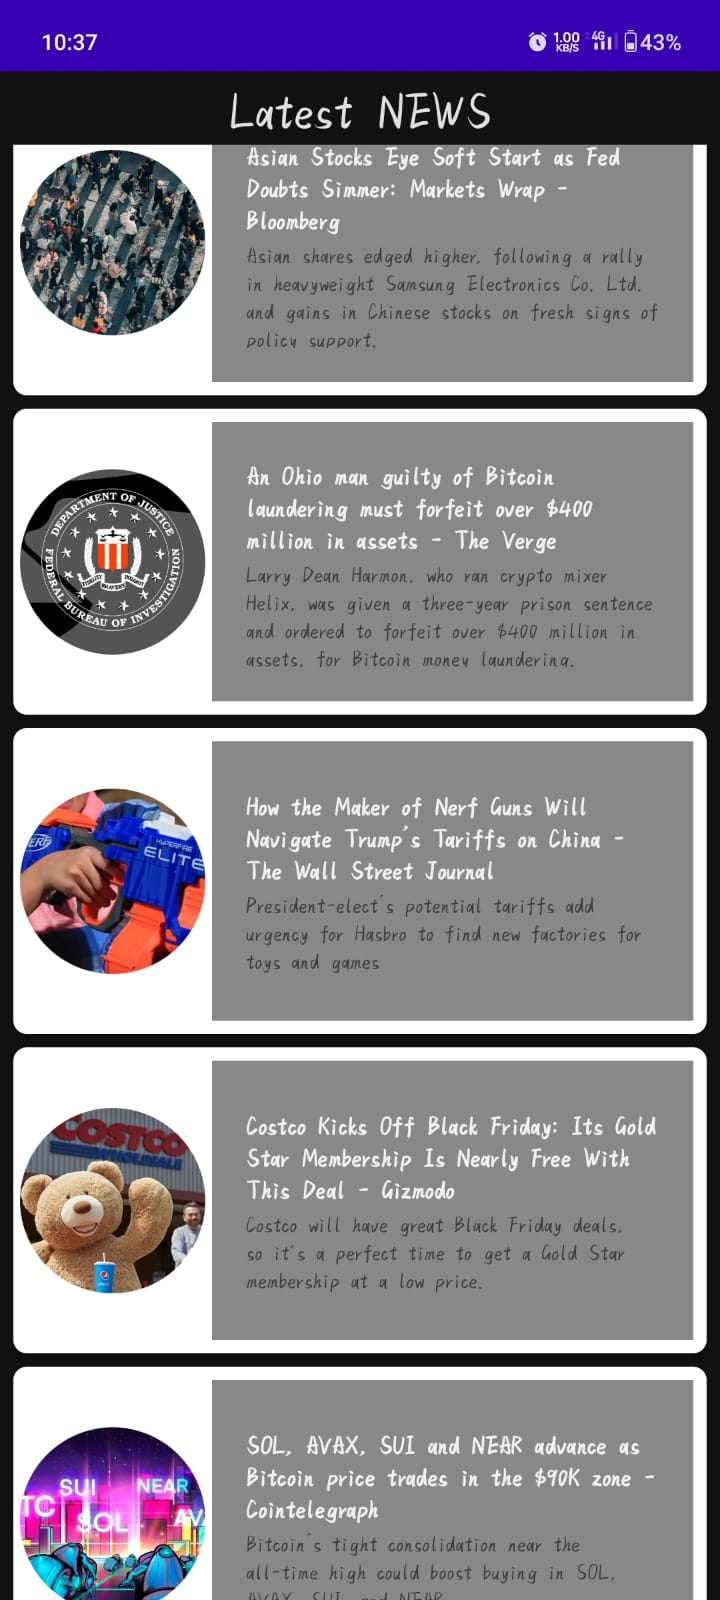 10:37
1.00
KB/S
4G
43%
Latest NEWS
Asian Stocks Eye Soft Start as Fed
Doubts Simmer: Markets Wrap -
Bloomberg
Asian shares edged higher, following a rally
in heavyweight Samsung Electronics Co. Ltd.
and gains in Chinese stocks on fresh signs of
policy support.
DEPARTMENT OF JUSTICE
FEDERAL BUREAU OF INVESTIGATION
FIDELITY BRAVERY INTEGRITY
An Ohio man guilty of Bitcoin
laundering must forfeit over $400
million in assets - The Verge
Larry Dean Harmon, who ran crypto mixer
Helix, was given a three-year prison sentence
and ordered to forfeit over $400 million in
assets, for Bitcoin money laundering.
NERF
HYPERFIRE
ELITE
How the Maker of Nerf Guns Will
Navigate Trump's Tariffs on China -
The Wall Street Journal
President-elect's potential tariffs add
urgency for Hasbro to find new factories for
toys and games
COSTCO
WHOLESALE
Costco Kicks Off Black Friday: Its Gold
Star Membership Is Nearly Free With
This Deal - Gizmodo
Costco will have great Black Friday deals,
so it's a perfect time to get a Gold Star
membership at a low price.
SUI NEAR
TC SOL AV
SOL, AVAX, SUI and NEAR advance as
Bitcoin price trades in the $90K zone -
Cointelegraph
Bitcoin's tight consolidation near the
all-time high could boost buying in SOL,
AVAX, SUI, and NEAR